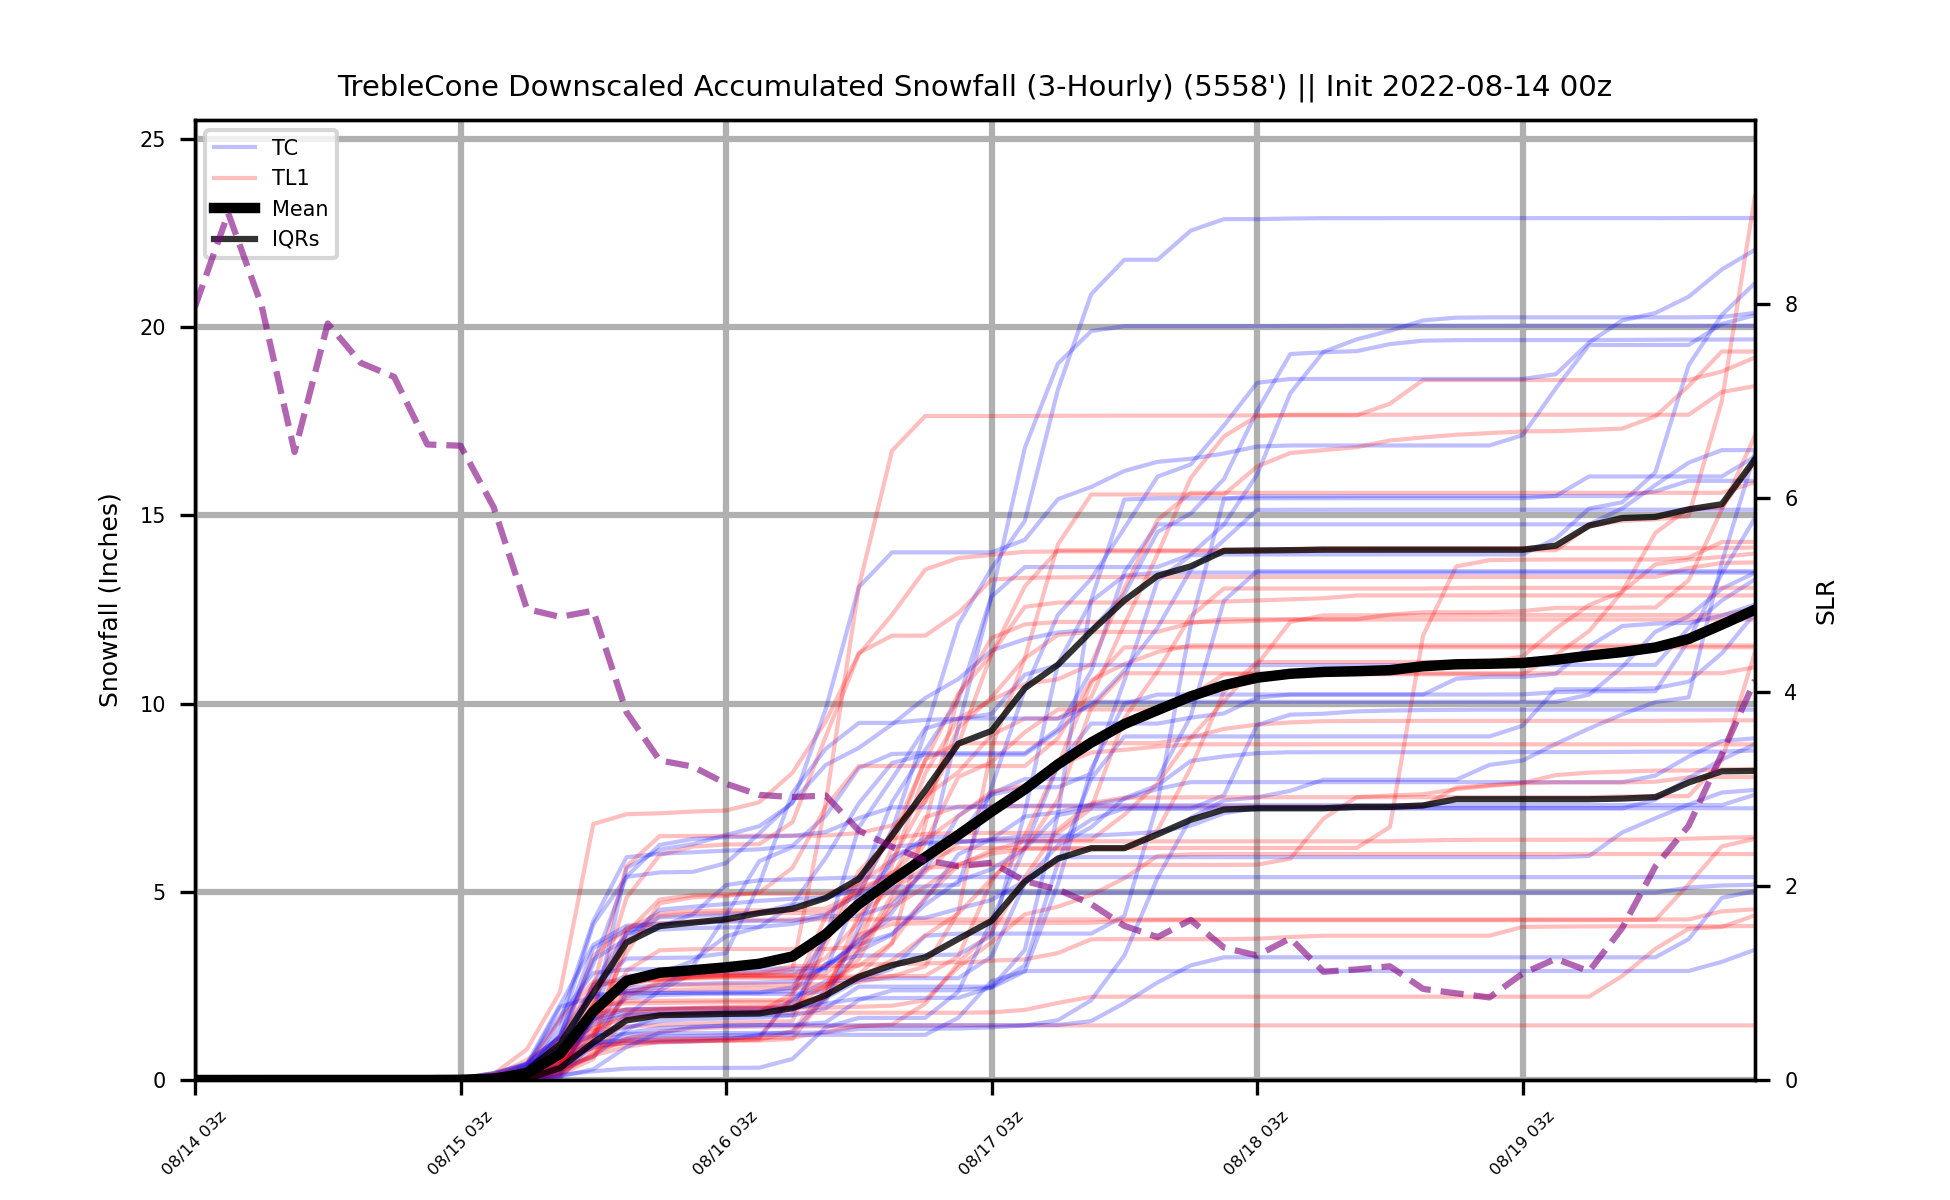 TrebleCone Downscaled Accumulated Snowfall (3-Hourly) (5558') || Init 2022-08-14 00z
TC
TL1
Mean
IQRs
25
20
15
10
5
0
Snowfall (Inches)
8
6
4
2
0
SLR
08/14 03z
08/15 03z
08/16 03z
08/17 03z
08/18 03z
08/19 03z